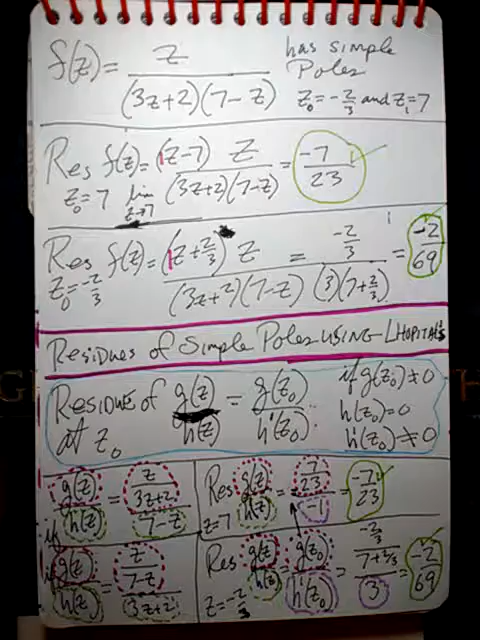 f(z) = z / (3z+2)(7-z) has simple Poles z₀ = -2/3 and z₁ = 7
Res f(z) = (z-7) z / (3z+2)(7-z) = -7/23
z₀ = 7 lim z→7
Res f(z) = (z+2/3) z / (3z+2)(7-z) = -2/3 / (3)(7+2/3) = -2/69
z₀ = -2/3
Residues of Simple Poles USING LHOPITALS
RESIDUE OF g(z)/h(z) = g(z₀)/h'(z₀) if g(z₀) ≠ 0
at z₀ h(z₀) = 0
h'(z₀) ≠ 0
g(z)/h(z) = z/3z+2 / 7-z
Res g(z)/h(z) = 7/23 / -1 = -7/23
z=7
if g(z)/h(z) = z/7-z / 3z+2
Res g(z)/h(z) = g(z₀)/h'(z₀) = -2/3 / 7+2/3 / 3 = -2/69
z = -2/3